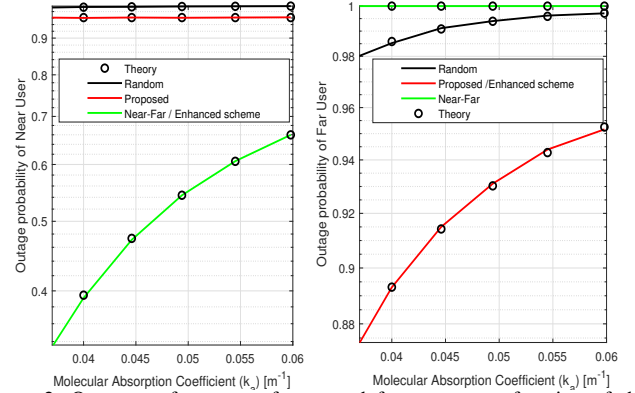 0.9
0.8
0.7
0.6
0.5
0.4
Outage probability of Near User
Theory
Random
Proposed
Near-Far / Enhanced scheme
0.04 0.045 0.05 0.055 0.06
Molecular Absorption Coefficient (kₐ) [m⁻¹]
1
0.98
0.96
0.94
0.92
0.9
0.88
Outage probability of Far User
Random
Proposed /Enhanced scheme
Near-Far
Theory
0.04 0.045 0.05 0.055 0.06
Molecular Absorption Coefficient (kₐ) [m⁻¹]